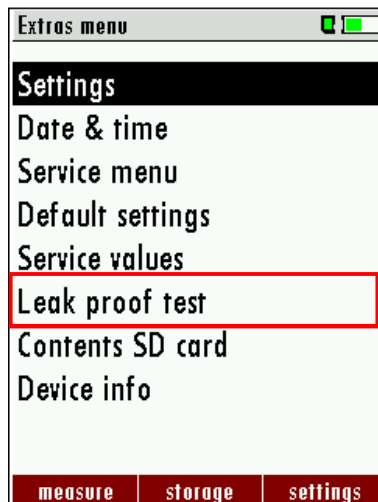 Extras menu
Settings
Date & time
Service menu
Default settings
Service values
Leak proof test
Contents SD card
Device info
measure storage settings